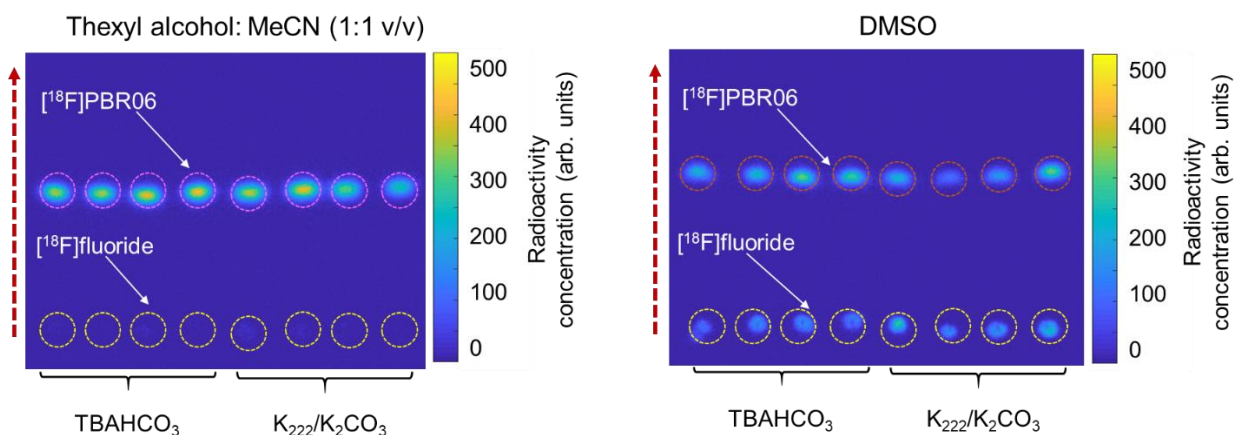 Thexyl alcohol: MeCN (1:1 v/v)
[¹⁸F]PBR06
[¹⁸F]fluoride
500
400
300
200
100
0
Radioactivity
concentration (arb. units)
TBAHCO₃
K₂₂₂/K₂CO₃
DMSO
[¹⁸F]PBR06
[¹⁸F]fluoride
500
400
300
200
100
0
Radioactivity
concentration (arb. units)
TBAHCO₃
K₂₂₂/K₂CO₃